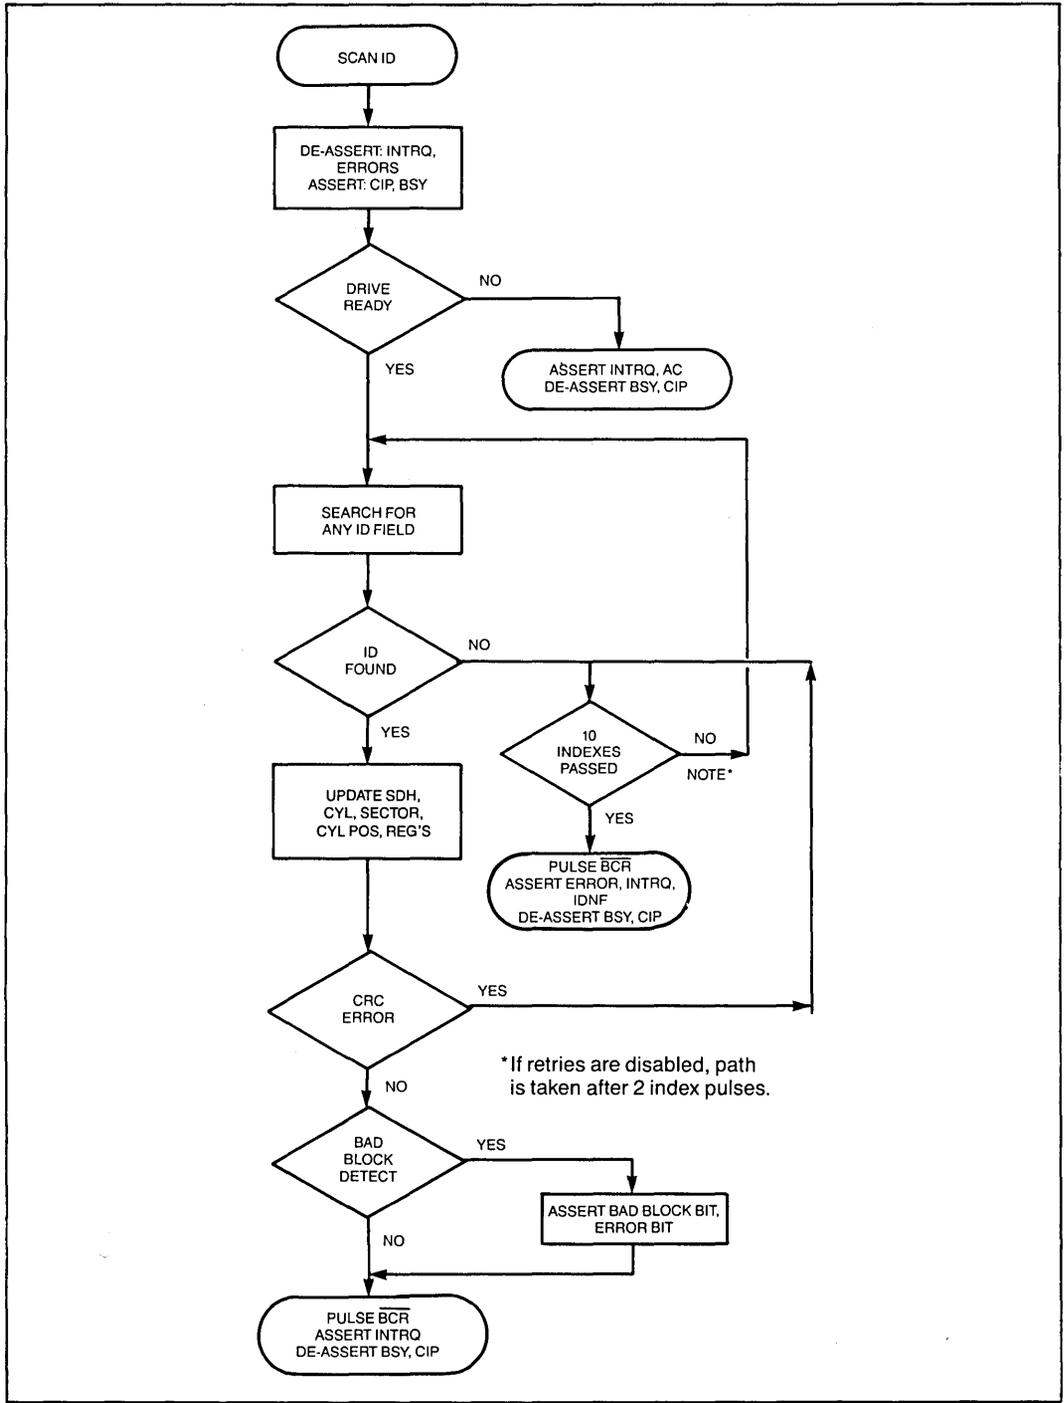 SCAN ID
DE-ASSERT: INTRQ,
ERRORS
ASSERT: CIP, BSY
DRIVE
READY
NO
YES
ASSERT INTRQ, AC
DE-ASSERT BSY, CIP
SEARCH FOR
ANY ID FIELD
ID
FOUND
NO
YES
10
INDEXES
PASSED
NO
NOTE*
YES
UPDATE SDH,
CYL, SECTOR,
CYL POS, REG'S
PULSE BCR
ASSERT ERROR, INTRQ,
IDNF
DE-ASSERT BSY, CIP
CRC
ERROR
YES
NO
*If retries are disabled, path
is taken after 2 index pulses.
BAD
BLOCK
DETECT
YES
NO
ASSERT BAD BLOCK BIT,
ERROR BIT
PULSE BCR
ASSERT INTRQ
DE-ASSERT BSY, CIP